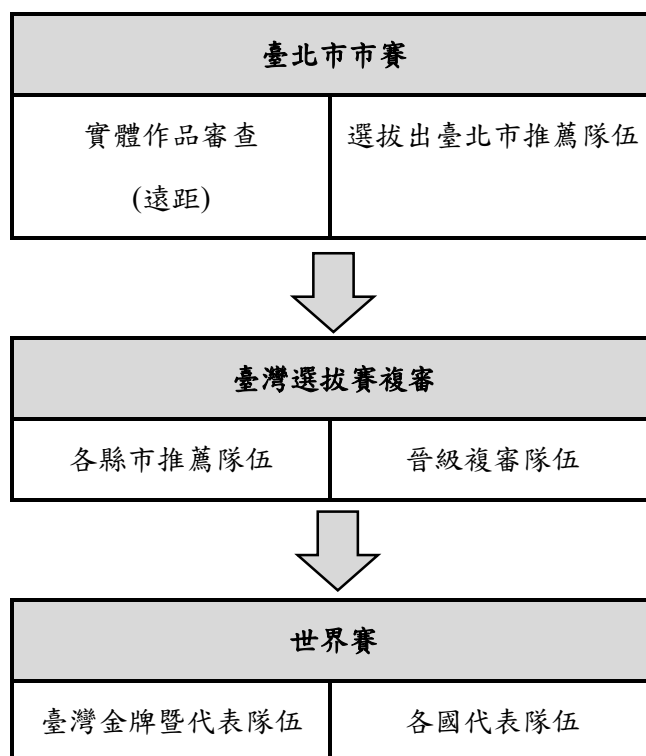 臺北市市賽
實體作品審查
(遠距)
選拔出臺北市推薦隊伍
臺灣選拔賽複審
各縣市推薦隊伍
晉級複審隊伍
世界賽
臺灣金牌暨代表隊伍
各國代表隊伍